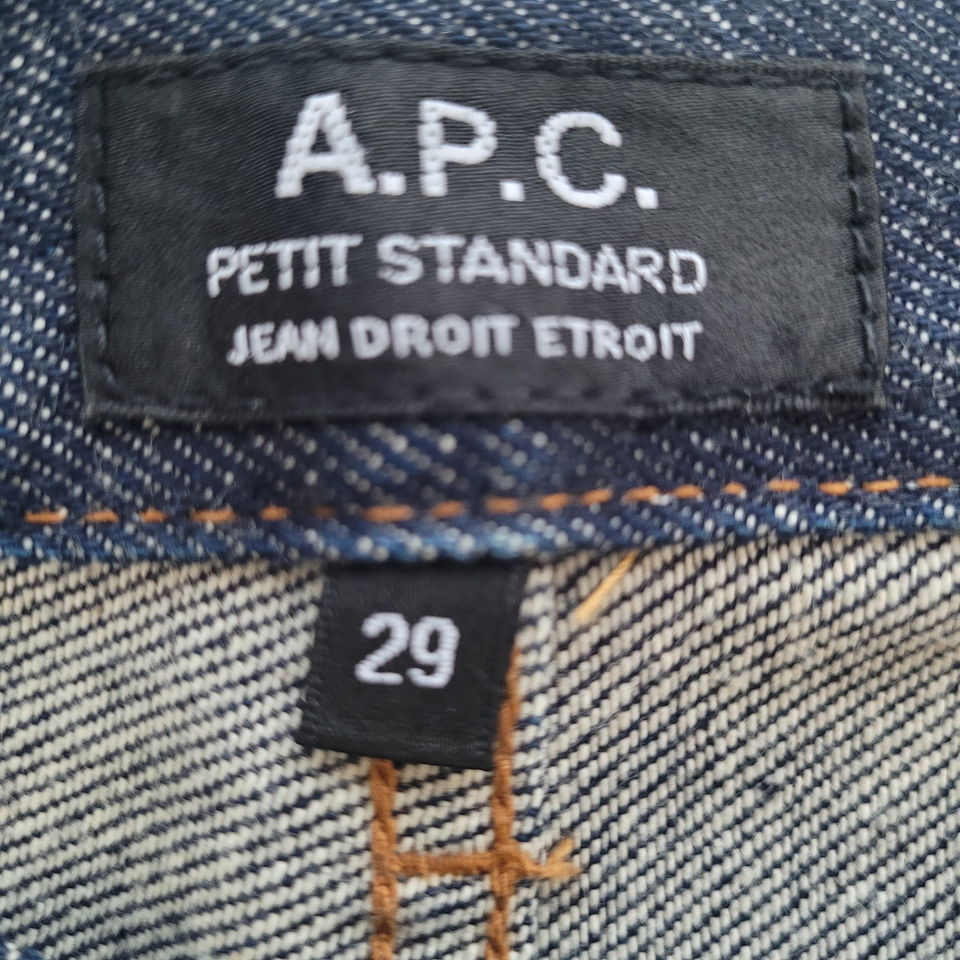 A.P.C.
PETIT STANDARD
JEAN DROIT ETROIT
29